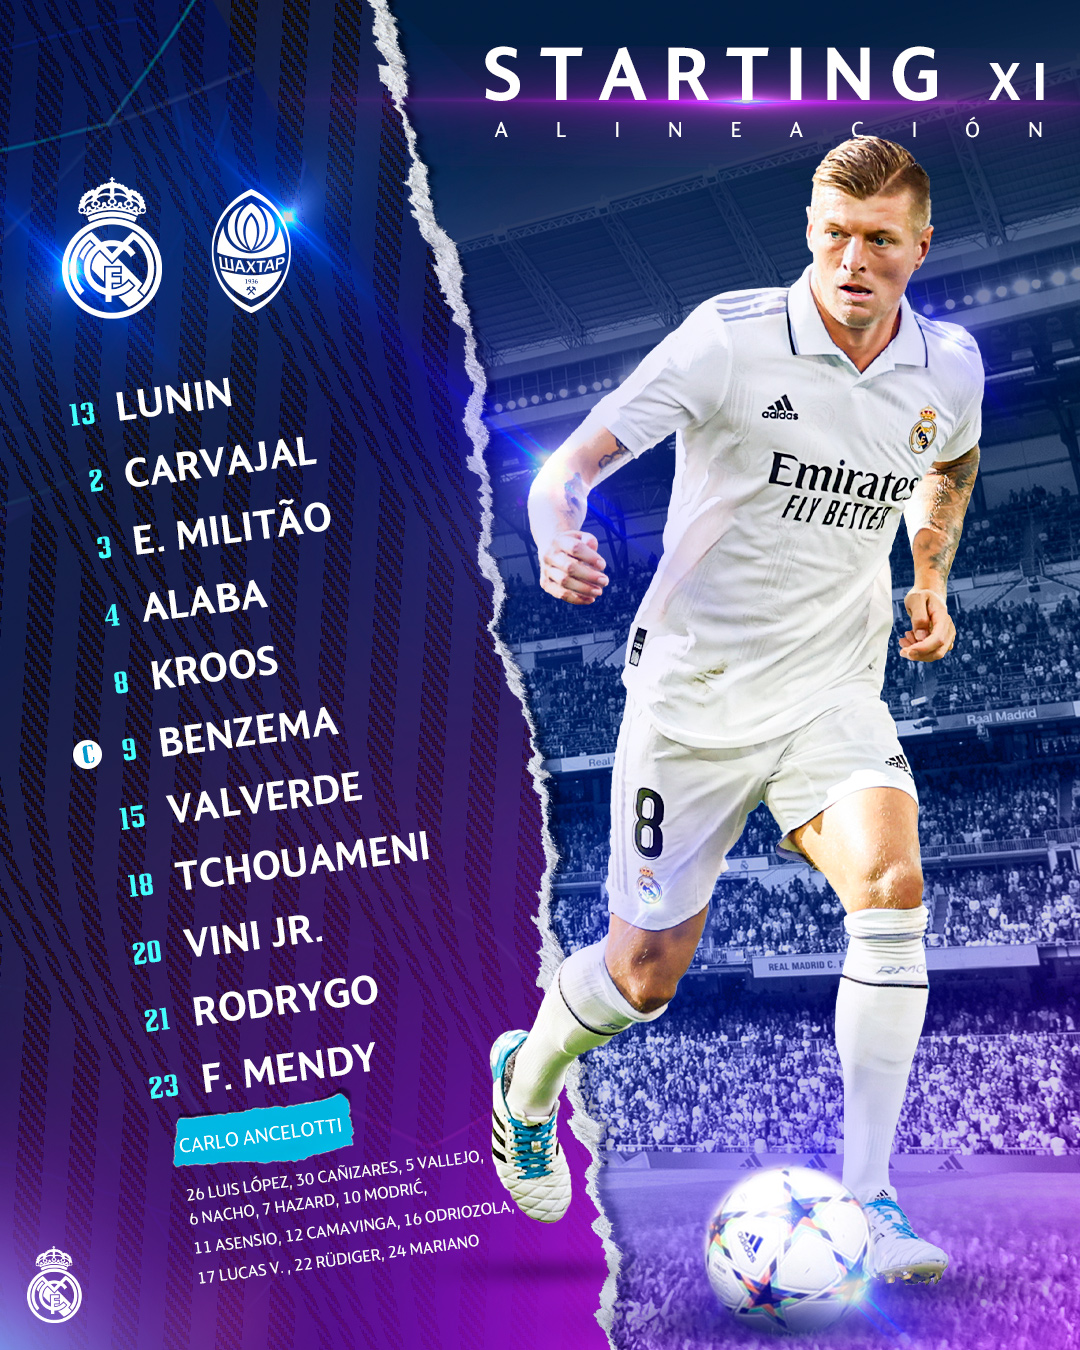 STARTING XI
ALINEACIÓN
ШАХТАР
1936
13 LUNIN
2 CARVAJAL
3 E. MILITÃO
4 ALABA
8 KROOS
C 9 BENZEMA
15 VALVERDE
18 TCHOUAMENI
20 VINI JR.
21 RODRYGO
23 F. MENDY
CARLO ANCELOTTI
26 LUIS LÓPEZ, 30 CAÑIZARES, 5 VALLEJO,
6 NACHO, 7 HAZARD, 10 MODRIĆ,
11 ASENSIO, 12 CAMAVINGA, 16 ODRIOZOLA,
17 LUCAS V. , 22 RÜDIGER, 24 MARIANO
adidas
Emirates
FLY BETTER
8
Real
Raal Madrid
REAL MADRID C. F
RMC